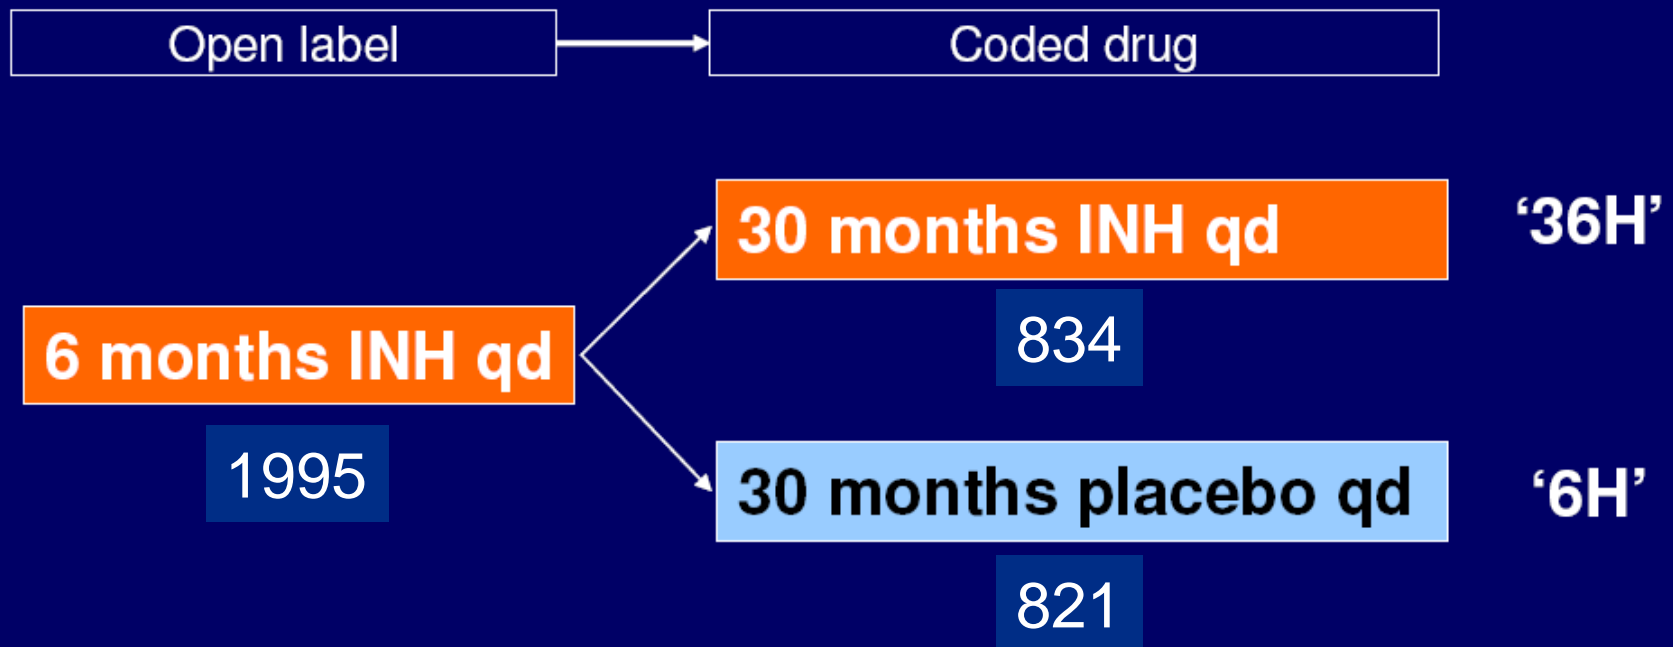 Open label
Coded drug
30 months INH qd
‘36H’
834
6 months INH qd
1995
30 months placebo qd
‘6H’
821